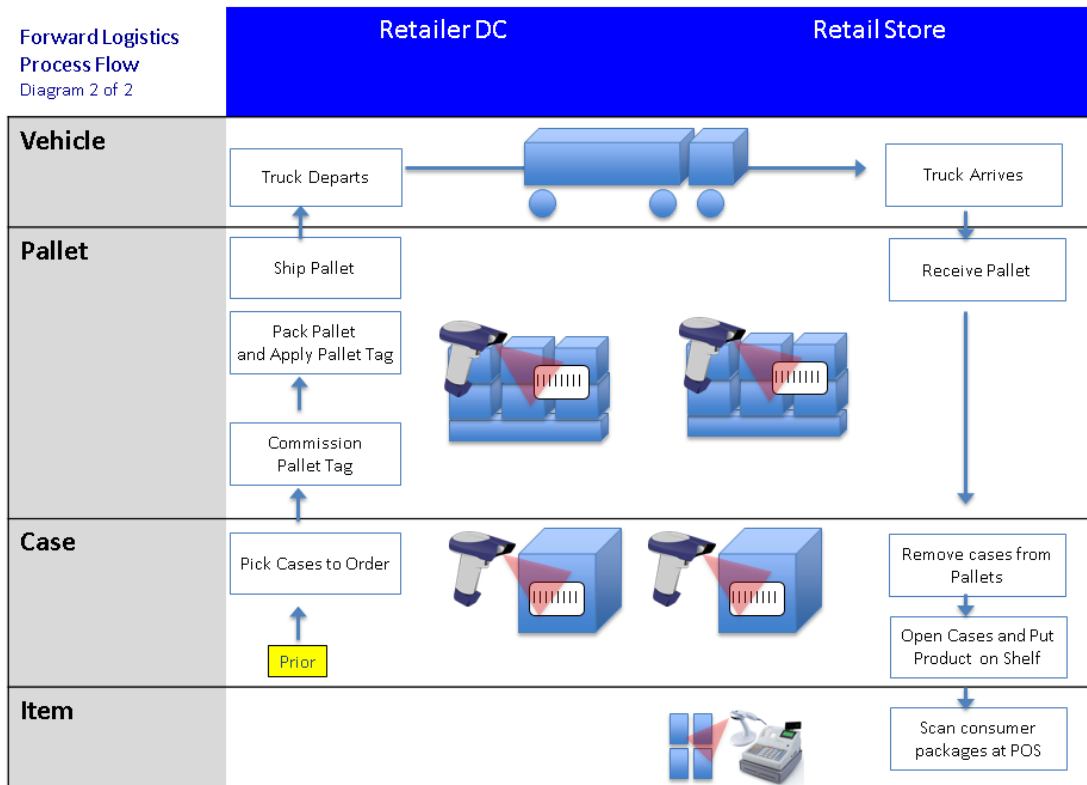 Forward Logistics
Process Flow
Diagram 2 of 2
Retailer DC
Retail Store
Vehicle
Truck Departs
Truck Arrives
Pallet
Ship Pallet
Receive Pallet
Pack Pallet
and Apply Pallet Tag
Commission
Pallet Tag
Case
Pick Cases to Order
Remove cases from
Pallets
Open Cases and Put
Product on Shelf
Prior
Item
Scan consumer
packages at POS